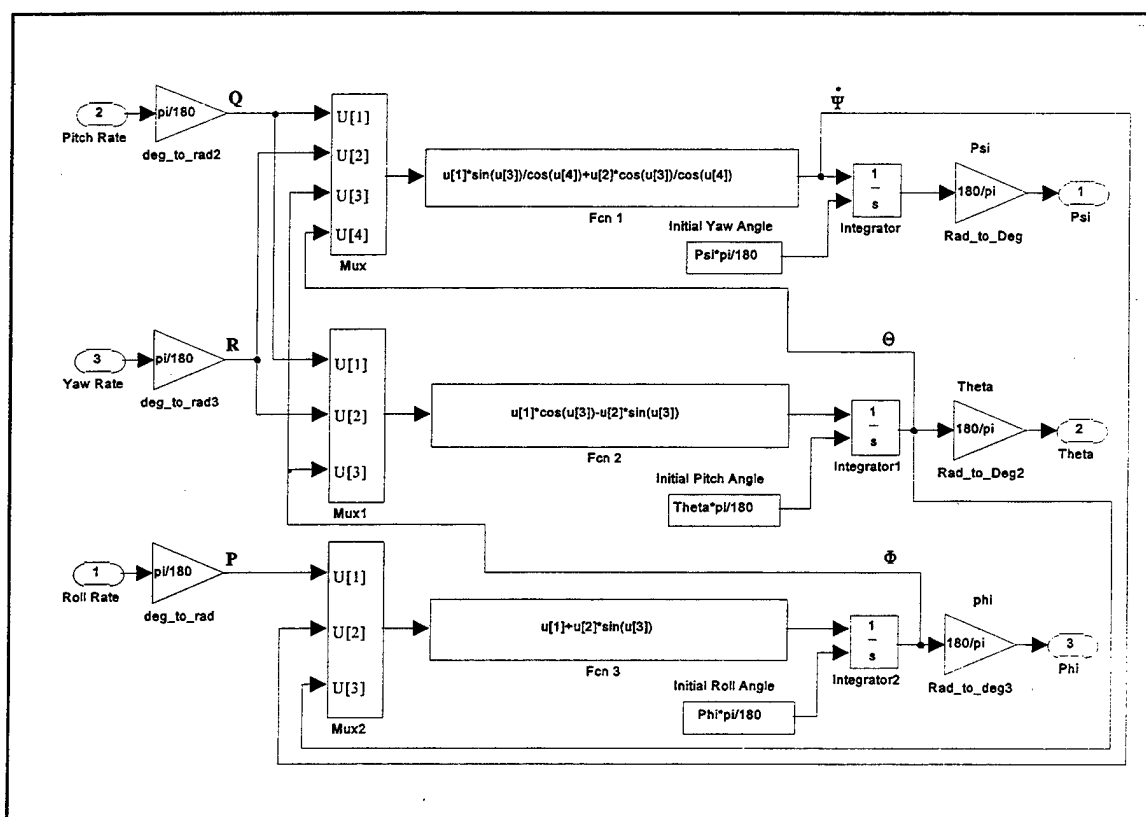 Ψ̇
2
Pitch Rate
pi/180
deg_to_rad2
Q
U[1]
U[2]
U[3]
U[4]
Mux
u[1]*sin(u[3])/cos(u[4])+u[2]*cos(u[3])/cos(u[4])
Fcn 1
Initial Yaw Angle
Psi*pi/180
1
s
Integrator
Psi
180/pi
Rad_to_Deg
1
Psi
3
Yaw Rate
pi/180
deg_to_rad3
R
U[1]
U[2]
U[3]
Mux1
u[1]*cos(u[3])-u[2]*sin(u[3])
Fcn 2
Initial Pitch Angle
Theta*pi/180
Θ
1
s
Integrator1
Theta
180/pi
Rad_to_Deg2
2
Theta
1
Roll Rate
pi/180
deg_to_rad
P
U[1]
U[2]
U[3]
Mux2
u[1]+u[2]*sin(u[3])
Fcn 3
Initial Roll Angle
Phi*pi/180
Φ
1
s
Integrator2
phi
180/pi
Rad_to_deg3
3
Phi